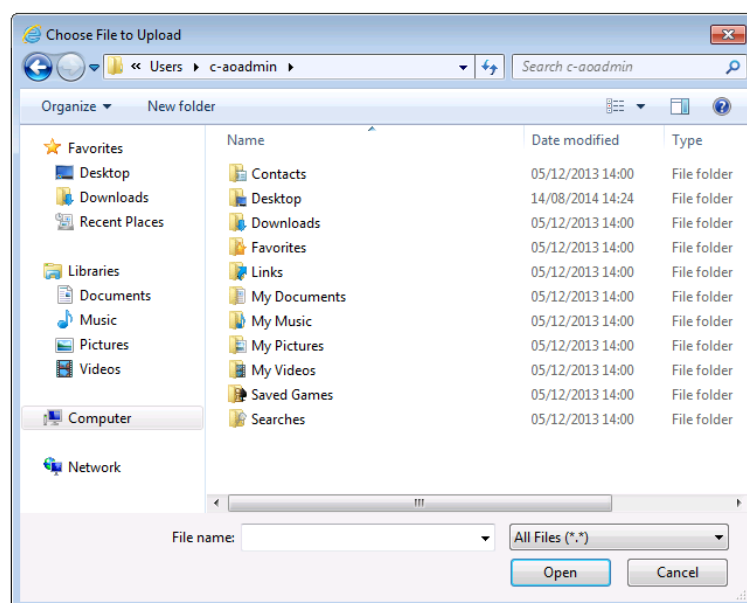 Choose File to Upload
« Users ▸ c-aoadmin ▸ Search c-aoadmin
Organize ▾ New folder
Name Date modified Type
Favorites
Desktop
Downloads
Recent Places
Libraries
Documents
Music
Pictures
Videos
Computer
Network
Contacts 05/12/2013 14:00 File folder
Desktop 14/08/2014 14:24 File folder
Downloads 05/12/2013 14:00 File folder
Favorites 05/12/2013 14:00 File folder
Links 05/12/2013 14:00 File folder
My Documents 05/12/2013 14:00 File folder
My Music 05/12/2013 14:00 File folder
My Pictures 05/12/2013 14:00 File folder
My Videos 05/12/2013 14:00 File folder
Saved Games 05/12/2013 14:00 File folder
Searches 05/12/2013 14:00 File folder
File name: All Files (*.*)
Open Cancel